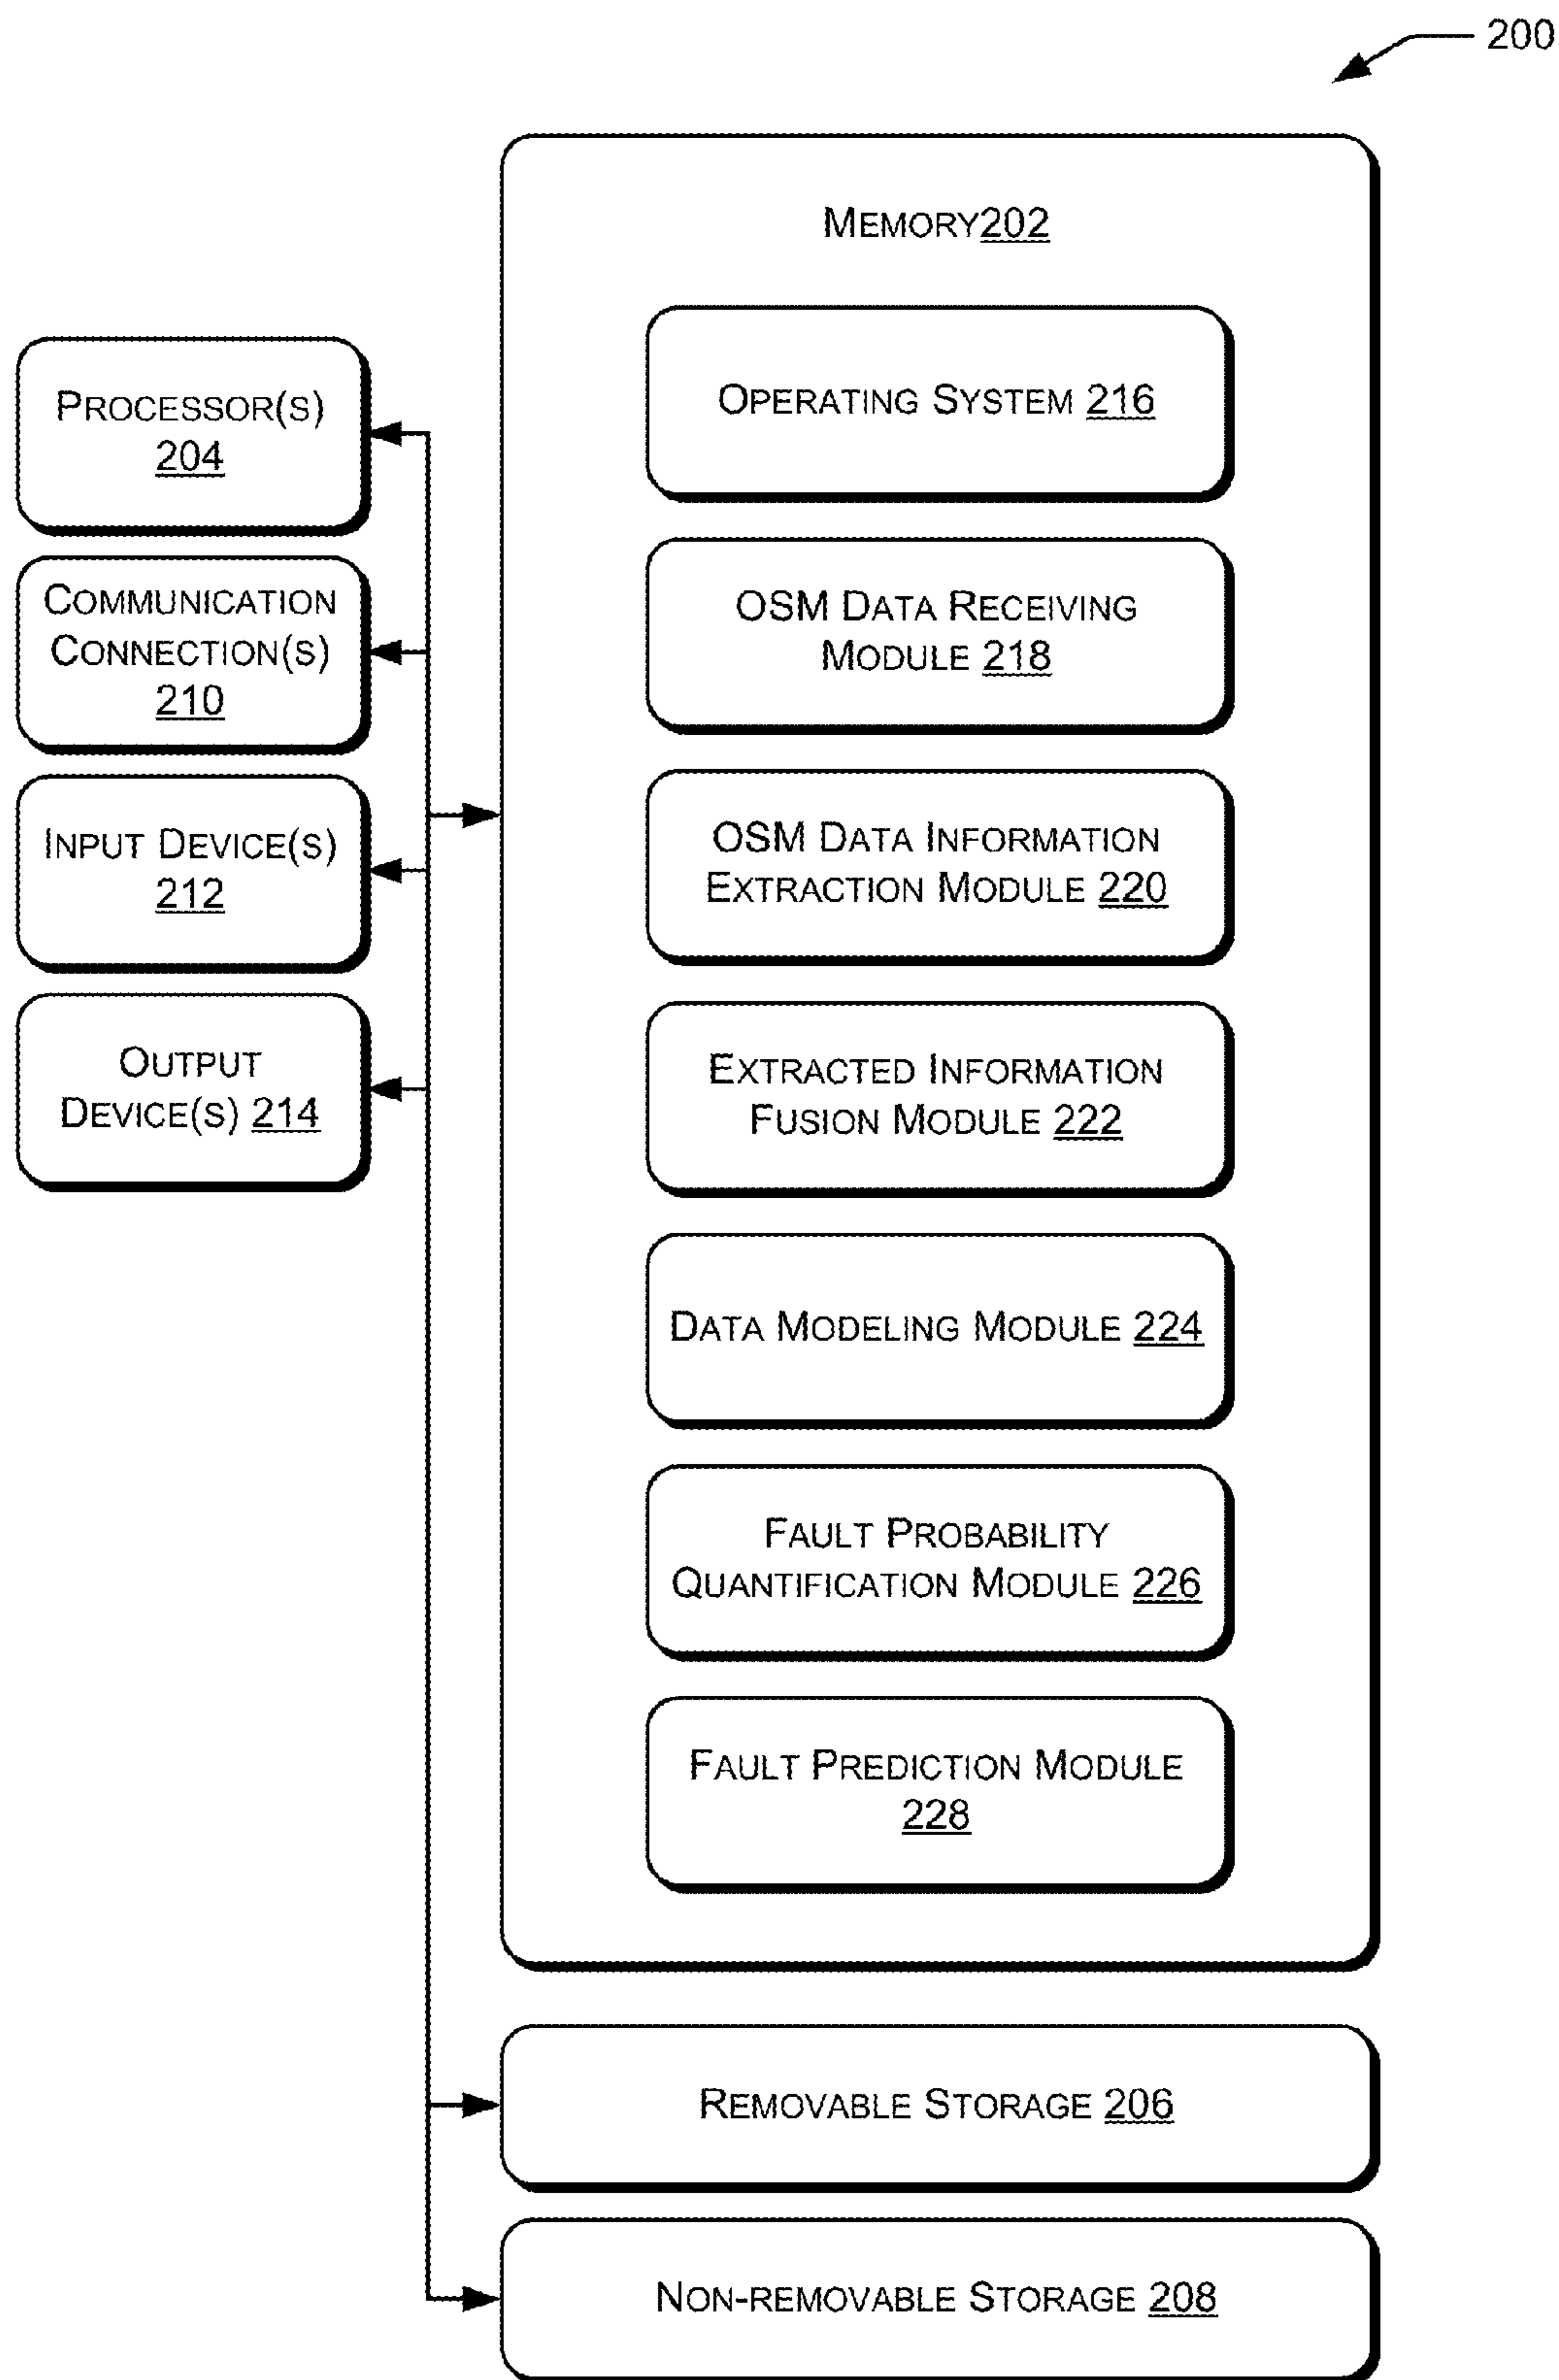 200
MEMORY202
OPERATING SYSTEM 216
OSM DATA RECEIVING
MODULE 218
OSM DATA INFORMATION
EXTRACTION MODULE 220
EXTRACTED INFORMATION
FUSION MODULE 222
DATA MODELING MODULE 224
FAULT PROBABILITY
QUANTIFICATION MODULE 226
FAULT PREDICTION MODULE
228
PROCESSOR(S)
204
COMMUNICATION
CONNECTION(S)
210
INPUT DEVICE(S)
212
OUTPUT
DEVICE(S) 214
REMOVABLE STORAGE 206
NON-REMOVABLE STORAGE 208